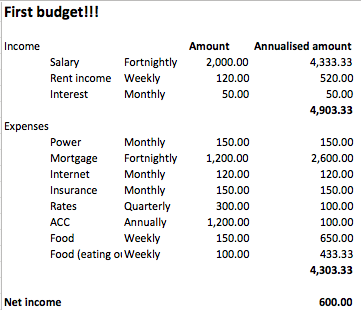 First budget!!!
Income Amount Annualised amount
Salary Fortnightly 2,000.00 4,333.33
Rent income Weekly 120.00 520.00
Interest Monthly 50.00 50.00
4,903.33
Expenses
Power Monthly 150.00 150.00
Mortgage Fortnightly 1,200.00 2,600.00
Internet Monthly 120.00 120.00
Insurance Monthly 150.00 150.00
Rates Quarterly 300.00 100.00
ACC Annually 1,200.00 100.00
Food Weekly 150.00 650.00
Food (eating ou Weekly 100.00 433.33
4,303.33
Net income 600.00